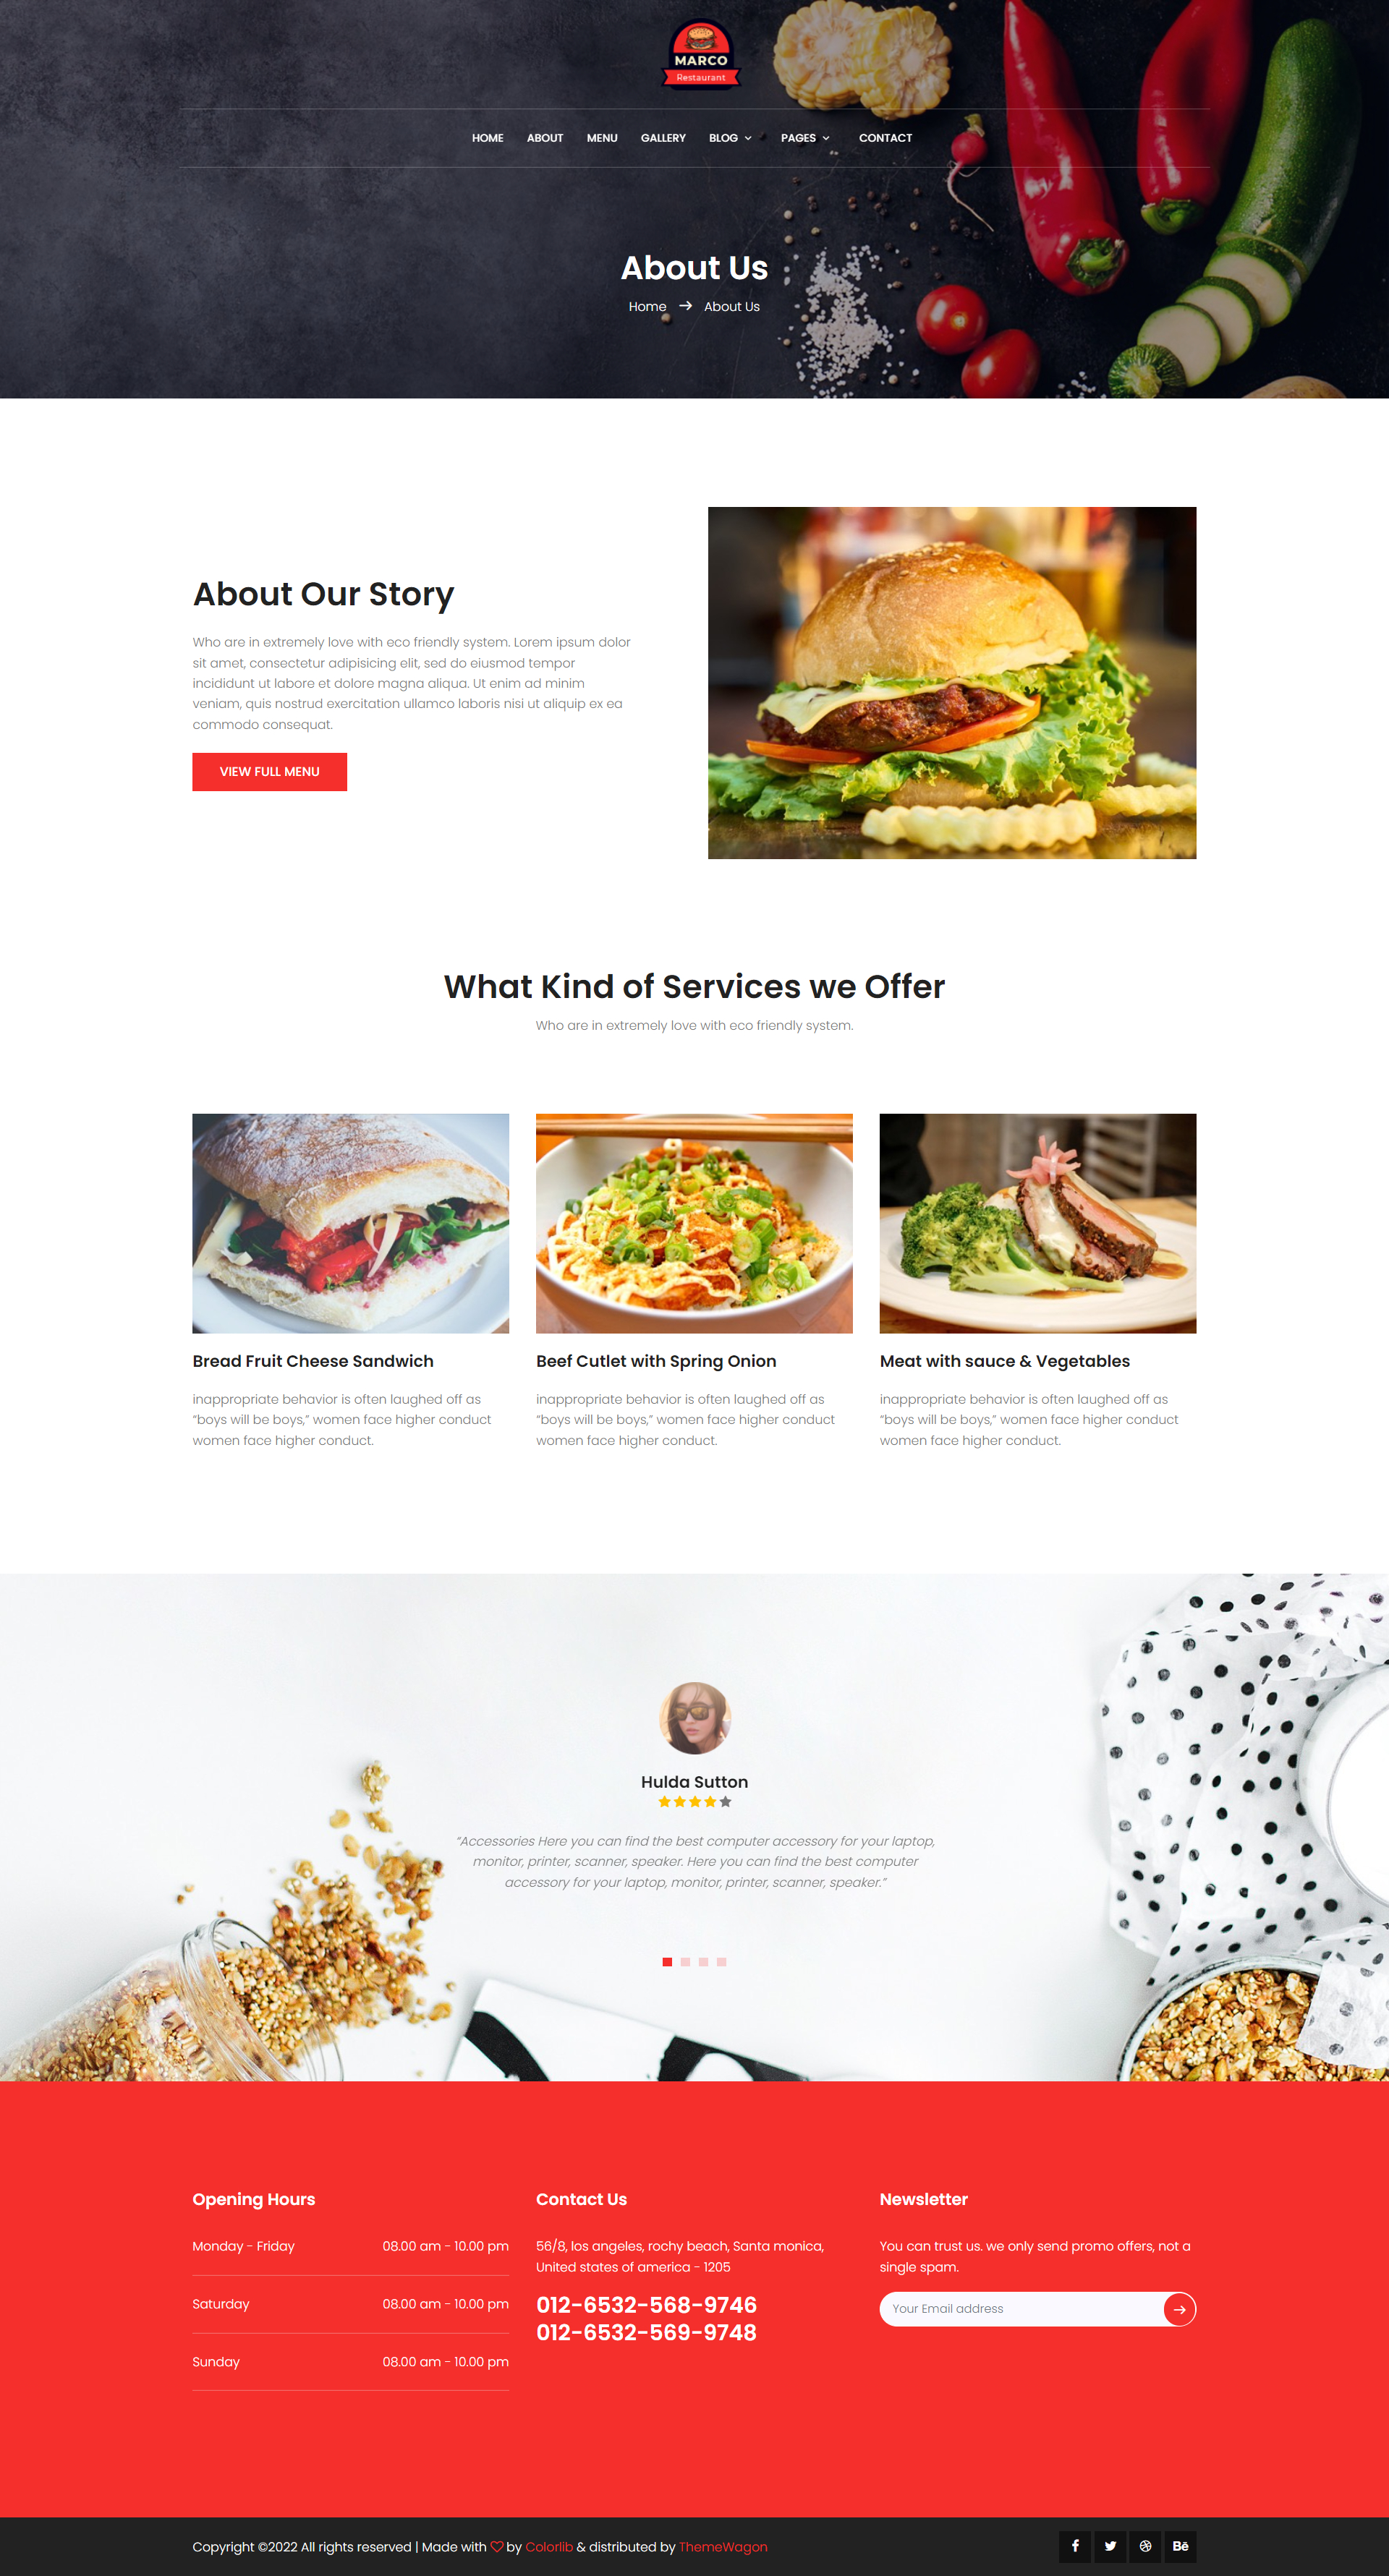 MARCO
Restaurant
HOME ABOUT MENU GALLERY BLOG PAGES CONTACT
About Us
Home → About Us
About Our Story
Who are in extremely love with eco friendly system. Lorem ipsum dolor
sit amet, consectetur adipisicing elit, sed do eiusmod tempor
incididunt ut labore et dolore magna aliqua. Ut enim ad minim
veniam, quis nostrud exercitation ullamco laboris nisi ut aliquip ex ea
commodo consequat.
VIEW FULL MENU
What Kind of Services we Offer
Who are in extremely love with eco friendly system.
Bread Fruit Cheese Sandwich
inappropriate behavior is often laughed off as
“boys will be boys,” women face higher conduct
women face higher conduct.
Beef Cutlet with Spring Onion
inappropriate behavior is often laughed off as
“boys will be boys,” women face higher conduct
women face higher conduct.
Meat with sauce & Vegetables
inappropriate behavior is often laughed off as
“boys will be boys,” women face higher conduct
women face higher conduct.
Hulda Sutton
“Accessories Here you can find the best computer accessory for your laptop,
monitor, printer, scanner, speaker. Here you can find the best computer
accessory for your laptop, monitor, printer, scanner, speaker.”
Opening Hours
Monday - Friday 08.00 am - 10.00 pm
Saturday 08.00 am - 10.00 pm
Sunday 08.00 am - 10.00 pm
Contact Us
56/8, los angeles, rochy beach, Santa monica,
United states of america - 1205
012-6532-568-9746
012-6532-569-9748
Newsletter
You can trust us. we only send promo offers, not a
single spam.
Your Email address
Copyright ©2022 All rights reserved | Made with ♡ by Colorlib & distributed by ThemeWagon